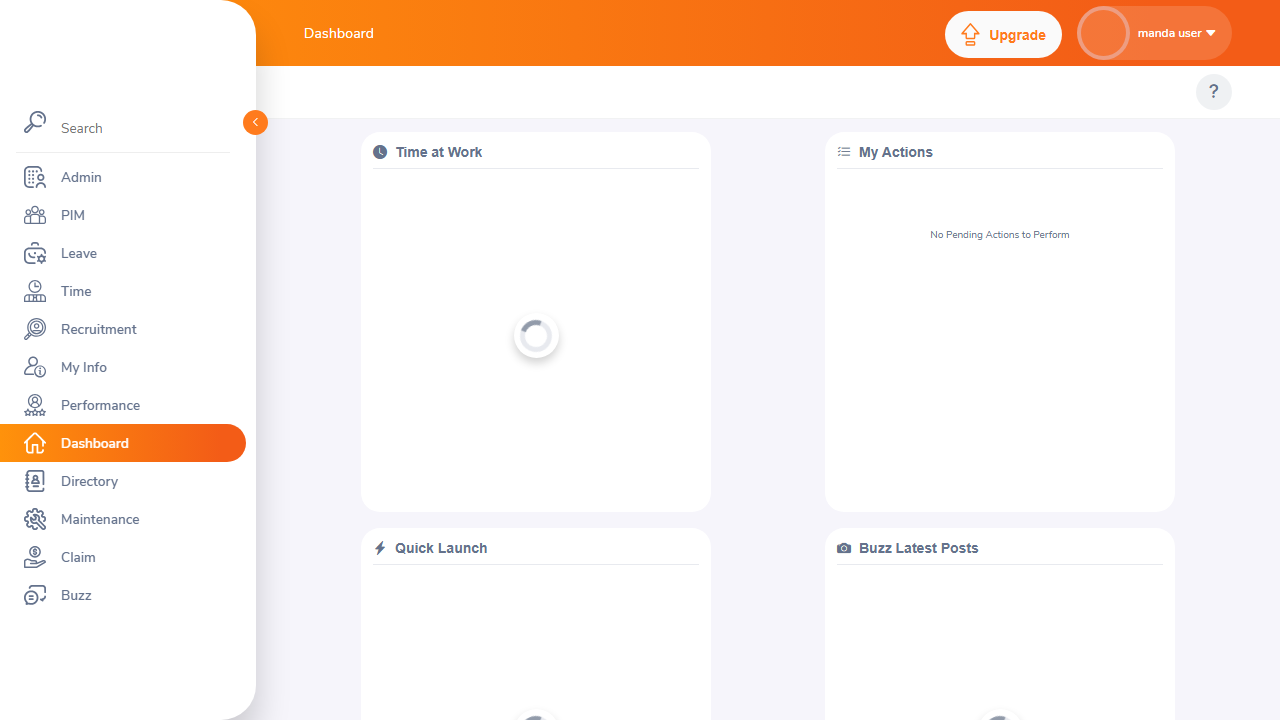 Dashboard
Upgrade
manda user
?
Search
Admin
PIM
Leave
Time
Recruitment
My Info
Performance
Dashboard
Directory
Maintenance
Claim
Buzz
Time at Work
My Actions
No Pending Actions to Perform
Quick Launch
Buzz Latest Posts